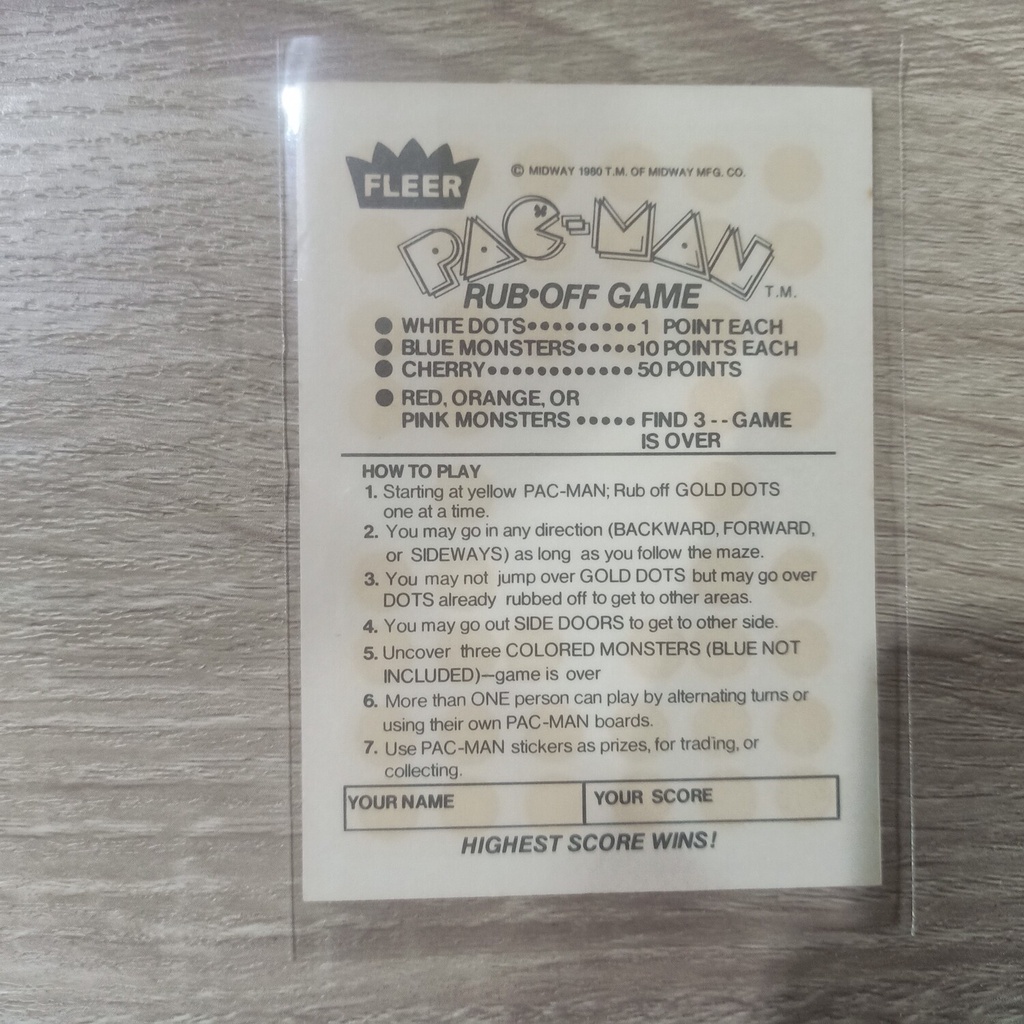 FLEER
© MIDWAY 1980 T.M. OF MIDWAY MFG. CO.
PAC-MAN
T.M.
RUB•OFF GAME
● WHITE DOTS•••••••••1 POINT EACH
● BLUE MONSTERS•••••10 POINTS EACH
● CHERRY••••••••••••50 POINTS
● RED, ORANGE, OR
PINK MONSTERS ••••• FIND 3 - - GAME
IS OVER
HOW TO PLAY
1. Starting at yellow PAC-MAN; Rub off GOLD DOTS
one at a time.
2. You may go in any direction (BACKWARD, FORWARD,
or SIDEWAYS) as long as you follow the maze.
3. You may not jump over GOLD DOTS but may go over
DOTS already rubbed off to get to other areas.
4. You may go out SIDE DOORS to get to other side.
5. Uncover three COLORED MONSTERS (BLUE NOT
INCLUDED)—game is over
6. More than ONE person can play by alternating turns or
using their own PAC-MAN boards.
7. Use PAC-MAN stickers as prizes, for trading, or
collecting.
YOUR NAME YOUR SCORE
HIGHEST SCORE WINS!